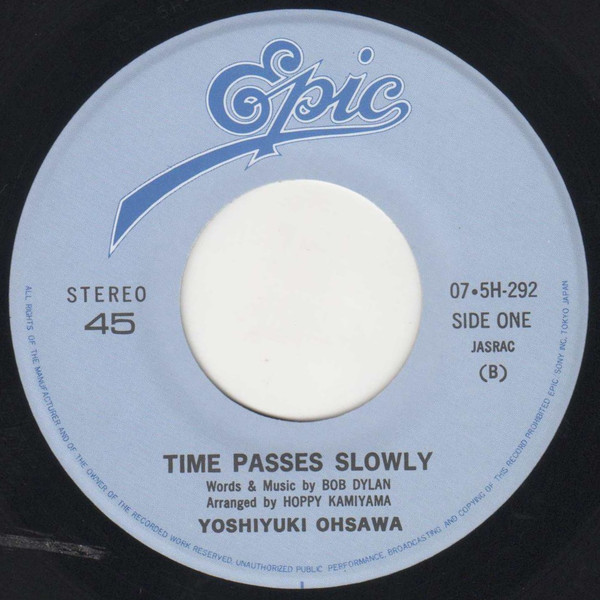 Epic
STEREO
45
07•5H-292
SIDE ONE
JASRAC
(B)
TIME PASSES SLOWLY
Words & Music by BOB DYLAN
Arranged by HOPPY KAMIYAMA
YOSHIYUKI OHSAWA
ALL RIGHTS OF THE MANUFACTURER AND OF THE OWNER OF THE RECORDED WORK RESERVED, UNAUTHORIZED PUBLIC PERFORMANCE, BROADCASTING AND COPYING OF THIS RECORD PROHIBITED EPIC/SONY INC. TOKYO JAPAN